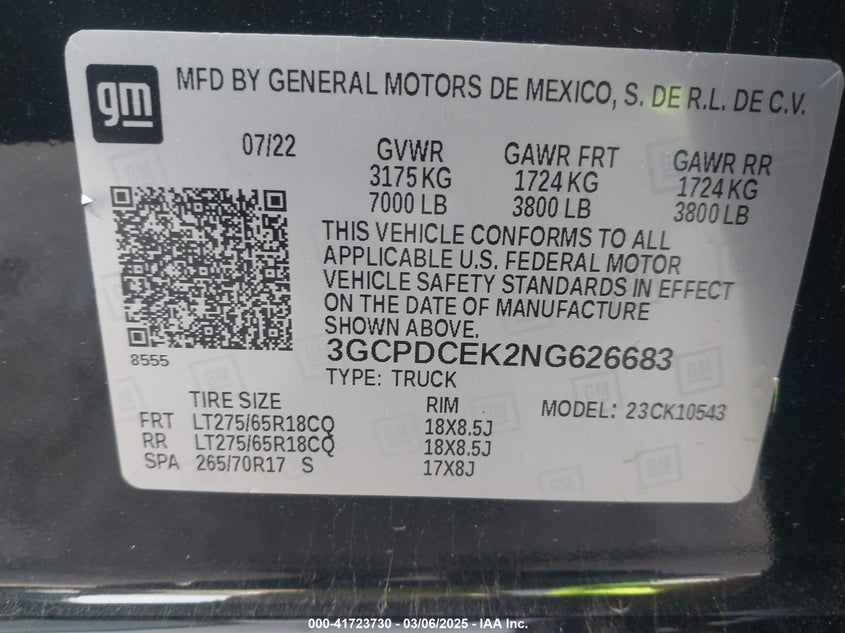 gm
MFD BY GENERAL MOTORS DE MEXICO, S. DE R.L. DE C.V.
07/22
GVWR GAWR FRT GAWR RR
3175 KG 1724 KG 1724 KG
7000 LB 3800 LB 3800 LB
THIS VEHICLE CONFORMS TO ALL
APPLICABLE U.S. FEDERAL MOTOR
VEHICLE SAFETY STANDARDS IN EFFECT
ON THE DATE OF MANUFACTURE
SHOWN ABOVE.
8555
3GCPDCEK2NG626683
TYPE: TRUCK
TIRE SIZE RIM MODEL: 23CK10543
FRT LT275/65R18CQ 18X8.5J
RR LT275/65R18CQ 18X8.5J
SPA 265/70R17 S 17X8J
000-41723730 - 03/06/2025 - IAA Inc.